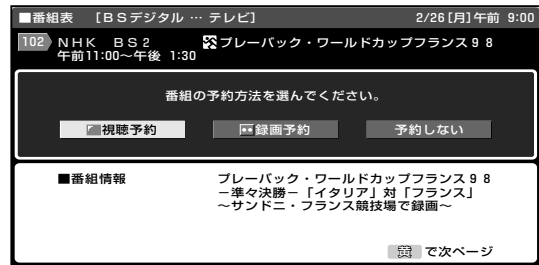 ■番組表 [BSデジタル … テレビ] 2/26[月]午前 9:00
102 NHK BS2 プレーバック・ワールドカップフランス98
午前11:00~午後 1:30
番組の予約方法を選んでください。
視聴予約 録画予約 予約しない
■番組情報 プレーバック・ワールドカップフランス98
-準々決勝-「イタリア」対「フランス」
~サンドニ・フランス競技場で録画~
黄 で次ページ